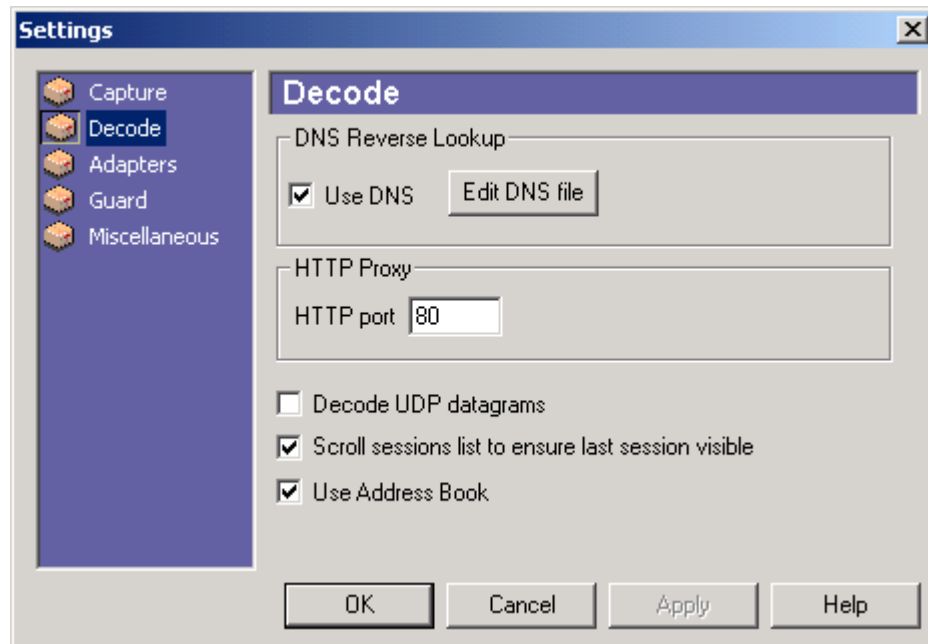 Settings
Capture
Decode
Adapters
Guard
Miscellaneous
Decode
DNS Reverse Lookup
Use DNS
Edit DNS file
HTTP Proxy
HTTP port 80
Decode UDP datagrams
Scroll sessions list to ensure last session visible
Use Address Book
OK Cancel Apply Help